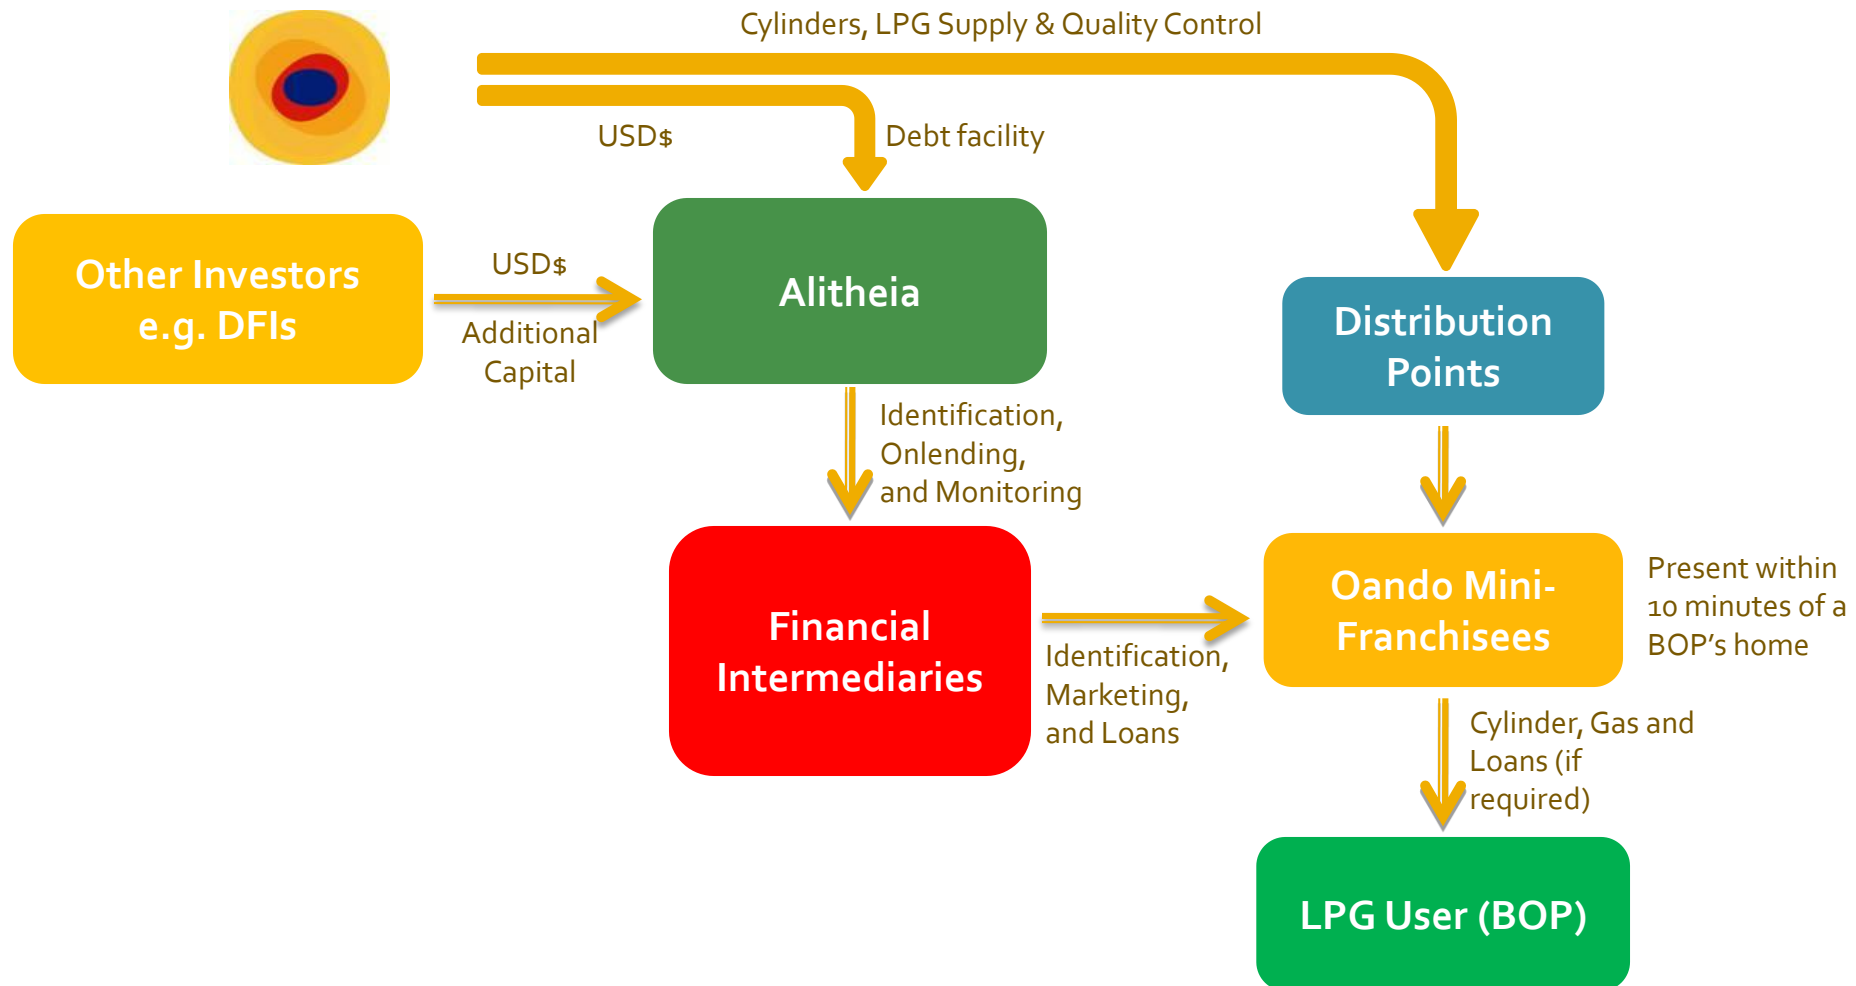 Cylinders, LPG Supply & Quality Control
USD$
Debt facility
Other Investors
e.g. DFIs
USD$
Additional
Capital
Alitheia
Distribution
Points
Identification,
Onlending,
and Monitoring
Financial
Intermediaries
Identification,
Marketing,
and Loans
Oando Mini-
Franchisees
Present within
10 minutes of a
BOP's home
Cylinder, Gas and
Loans (if
required)
LPG User (BOP)